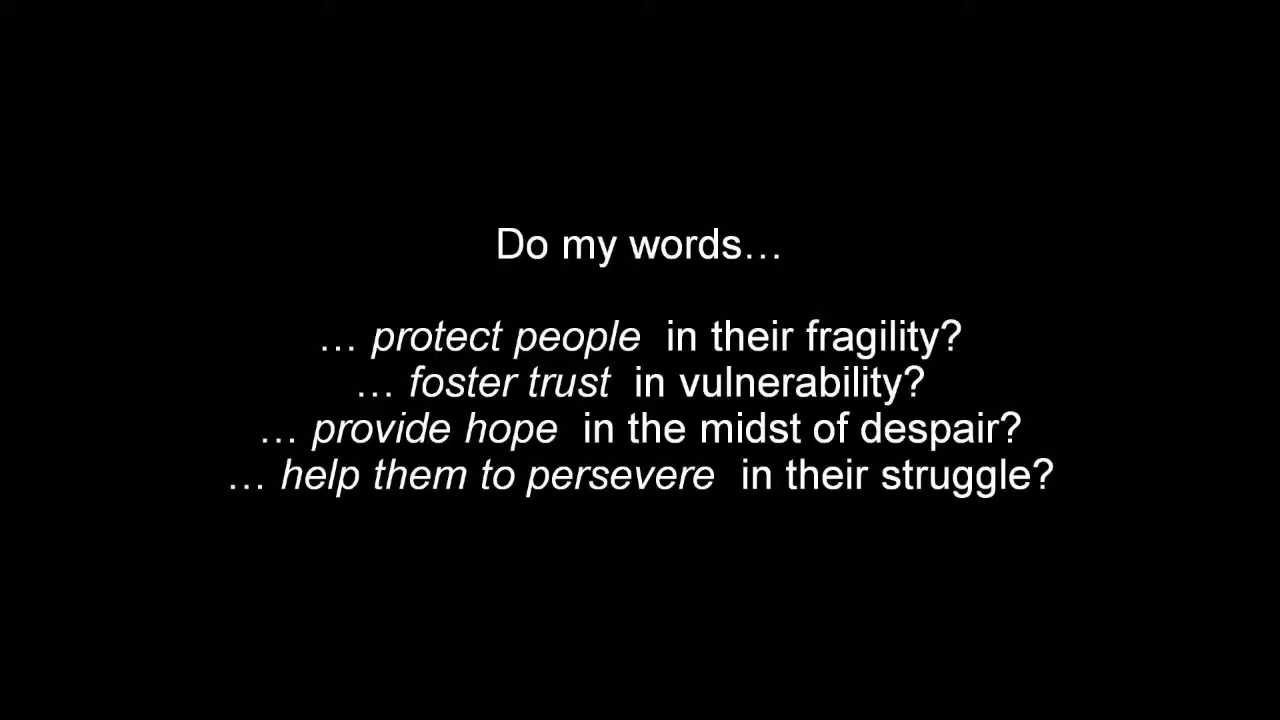 Do my words…
… protect people in their fragility?
… foster trust in vulnerability?
… provide hope in the midst of despair?
… help them to persevere in their struggle?